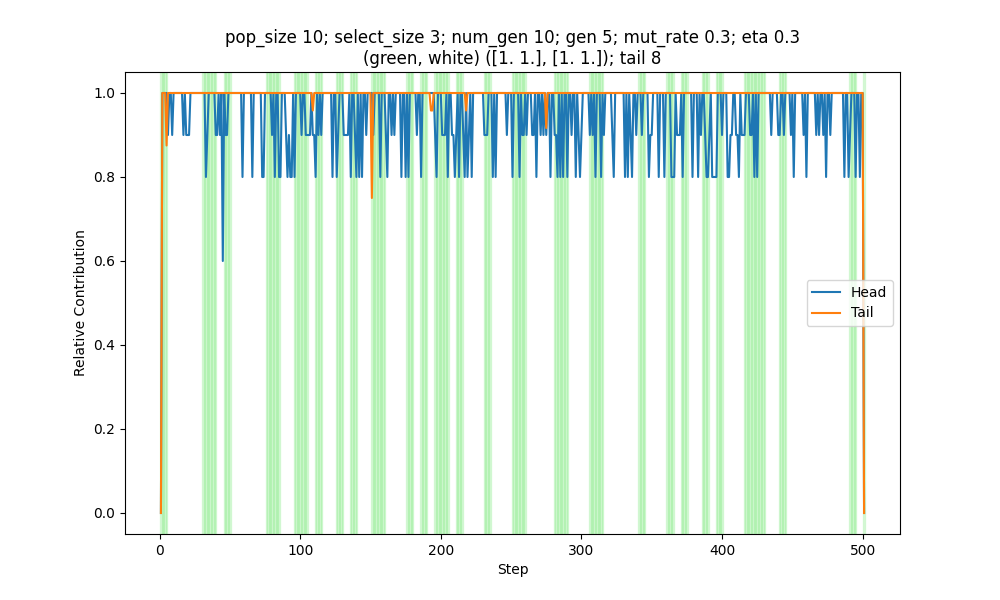 pop_size 10; select_size 3; num_gen 10; gen 5; mut_rate 0.3; eta 0.3
(green, white) ([1. 1.], [1. 1.]); tail 8
1.0
0.8
0.6
0.4
0.2
0.0
Relative Contribution
Head
Tail
0
100
200
300
400
500
Step